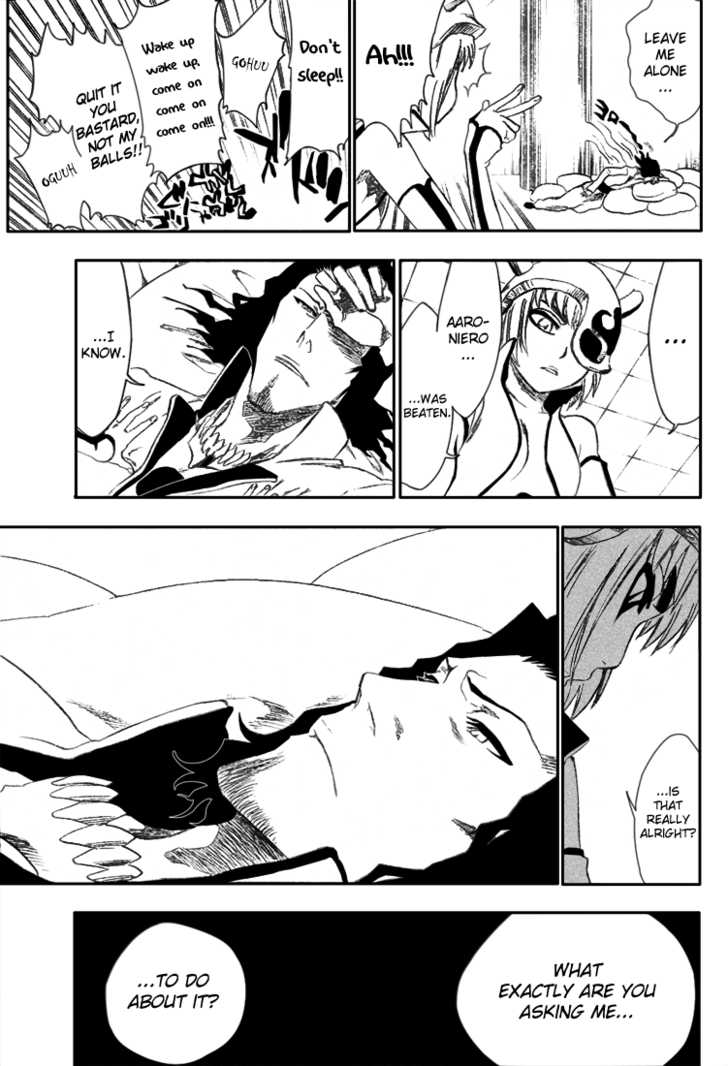 LEAVE
ME
ALONE
...
Ah!!!
Don't
sleep!!
GOHUU
Wake up
wake up,
come on
come on
come on!!!
QUIT IT
YOU
BASTARD,
NOT MY
BALLS!!
OGUUH
...
AARO-
NIERO
...WAS
BEATEN.
...I
KNOW.
...IS
THAT
REALLY
ALRIGHT?
WHAT
EXACTLY ARE YOU
ASKING ME...
...TO DO
ABOUT IT?